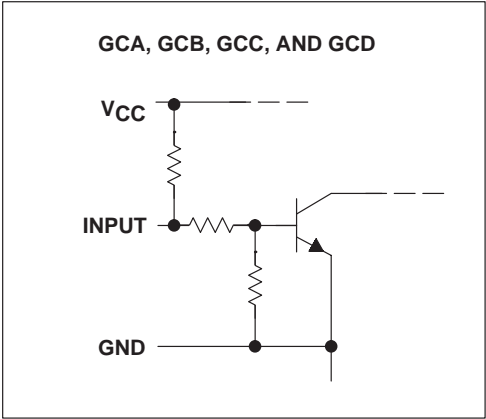 GCA, GCB, GCC, AND GCD
VCC
INPUT
GND